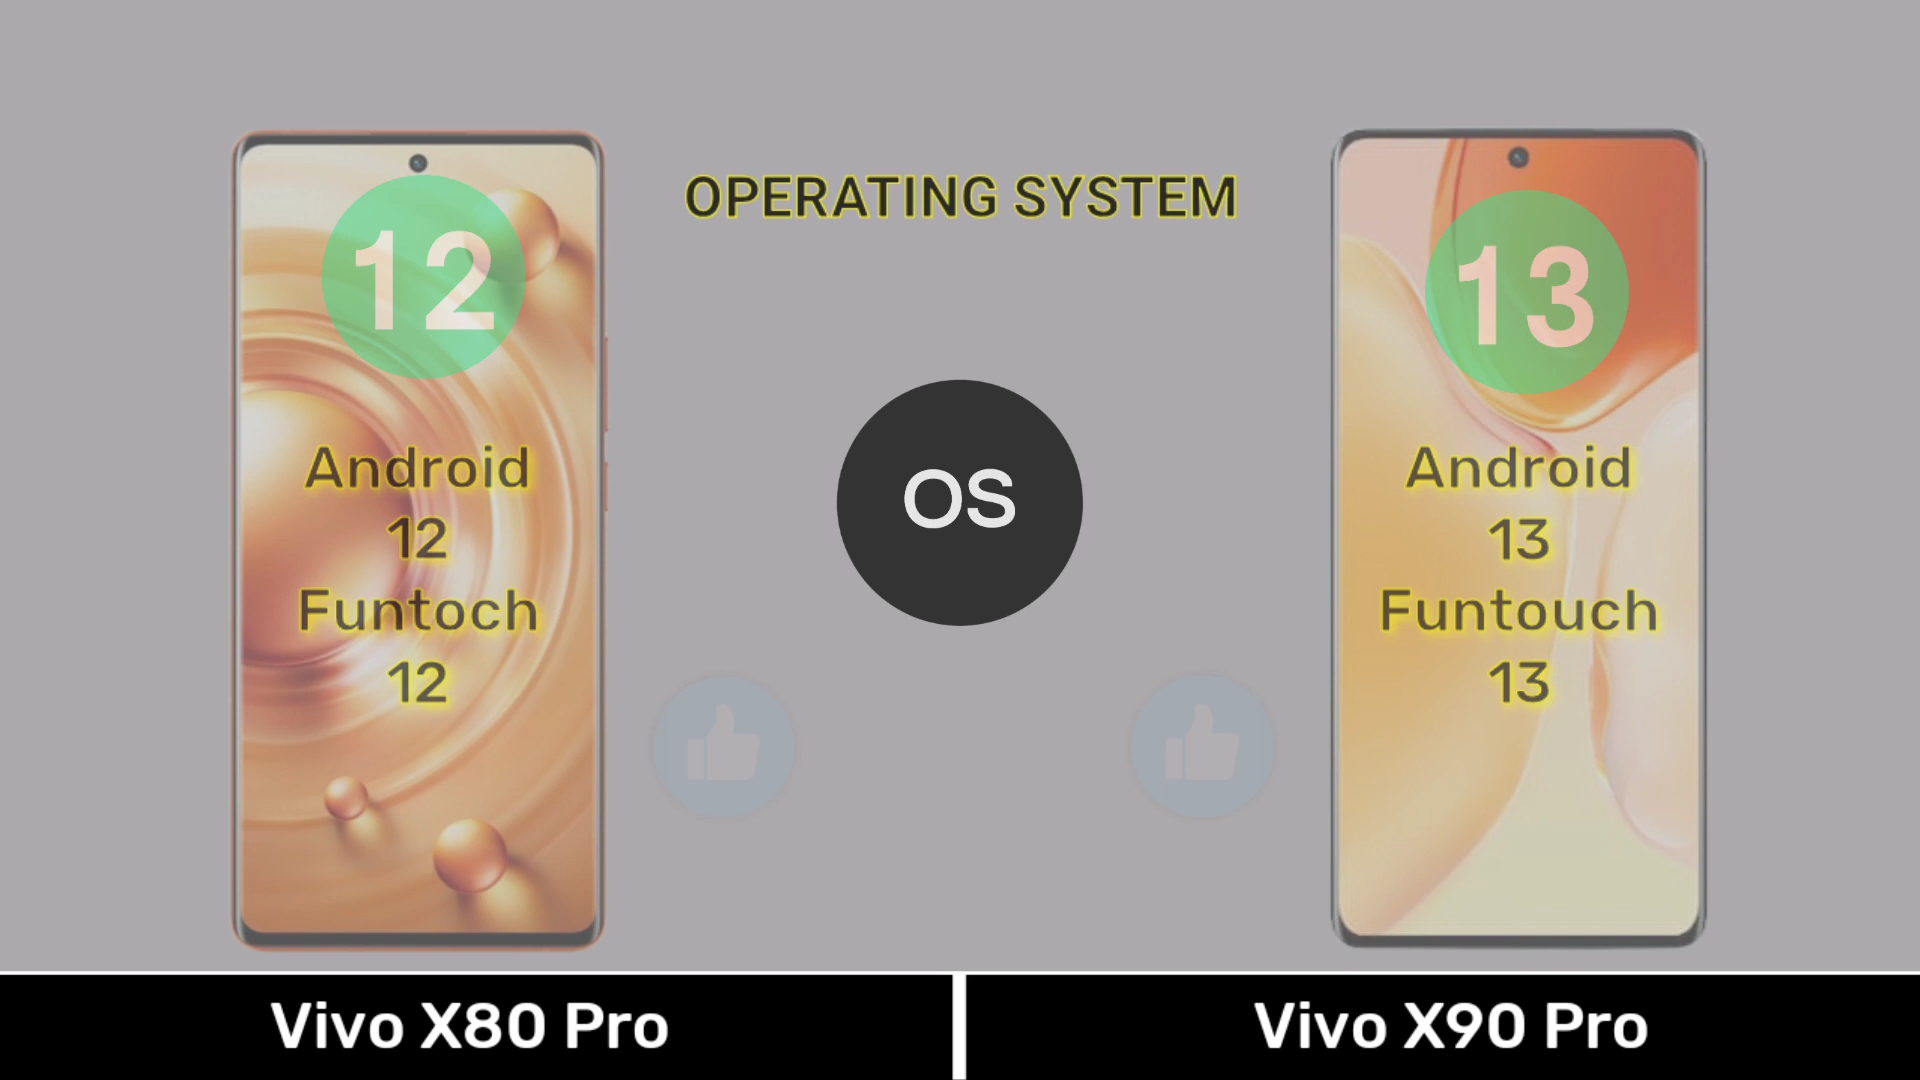 OPERATING SYSTEM
12
Android
12
Funtoch
12
OS
13
Android
13
Funtouch
13
Vivo X80 Pro
Vivo X90 Pro